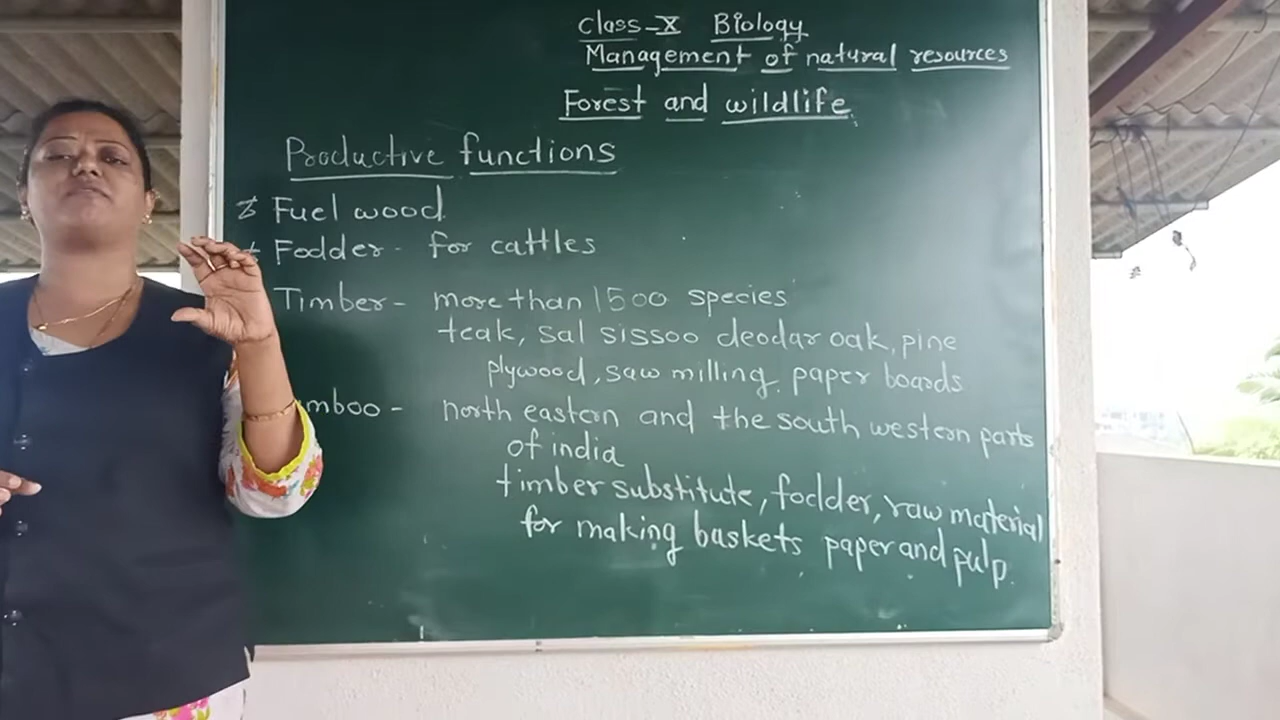 Class-X Biology
Management of natural resources
Forest and wildlife
Productive functions
* Fuel wood
* Fodder - for cattles
Timber - more than 1500 species
teak, sal sissoo deodar oak, pine
plywood, saw milling, paper boards
mboo - north eastern and the south western parts
of india
timber substitute, fodder, raw material
for making baskets paper and pulp.